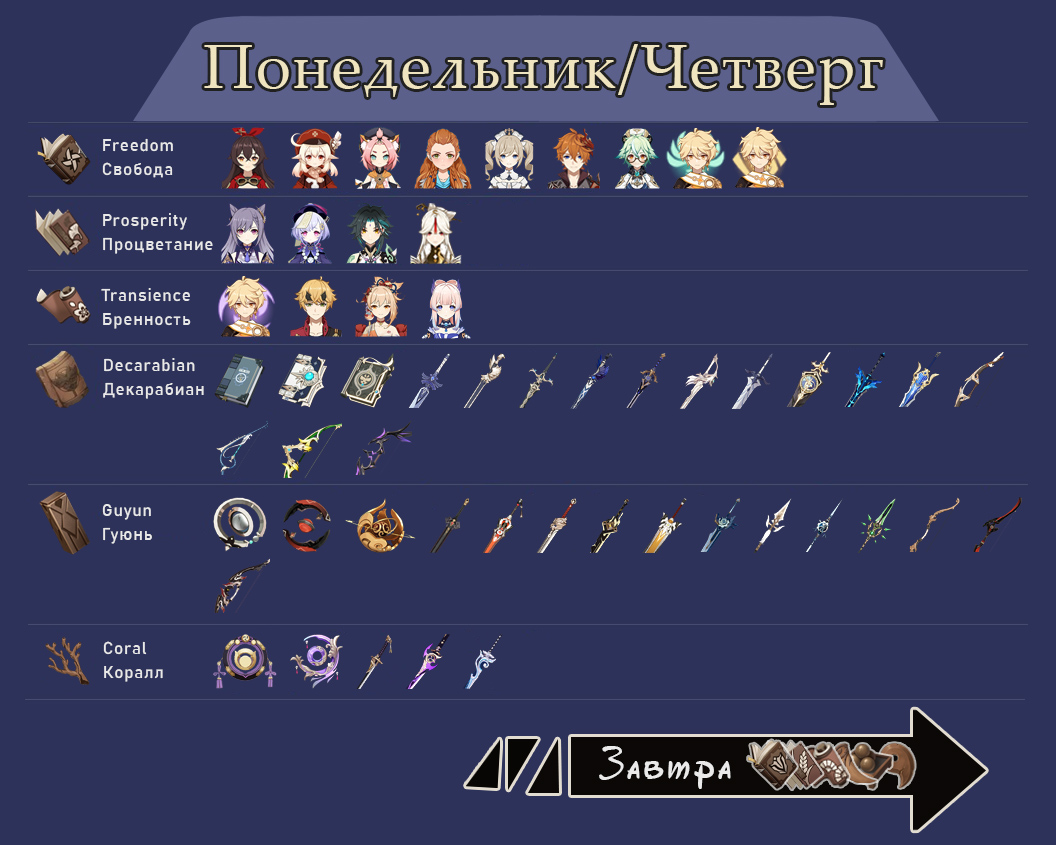 Понедельник/Четверг
Freedom
Свобода
Prosperity
Процветание
Transience
Бренность
Decarabian
Декарабиан
Guyun
Гуюнь
Coral
Коралл
Завтра